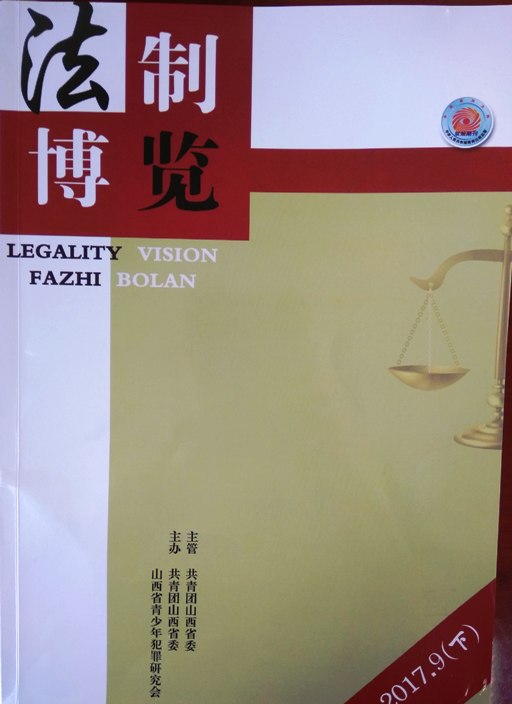 法制
博览
LEGALITY VISION
FAZHI BOLAN
主管 共青团山西省委
主办 共青团山西省委
山西省青少年犯罪研究会
2017.9(下)